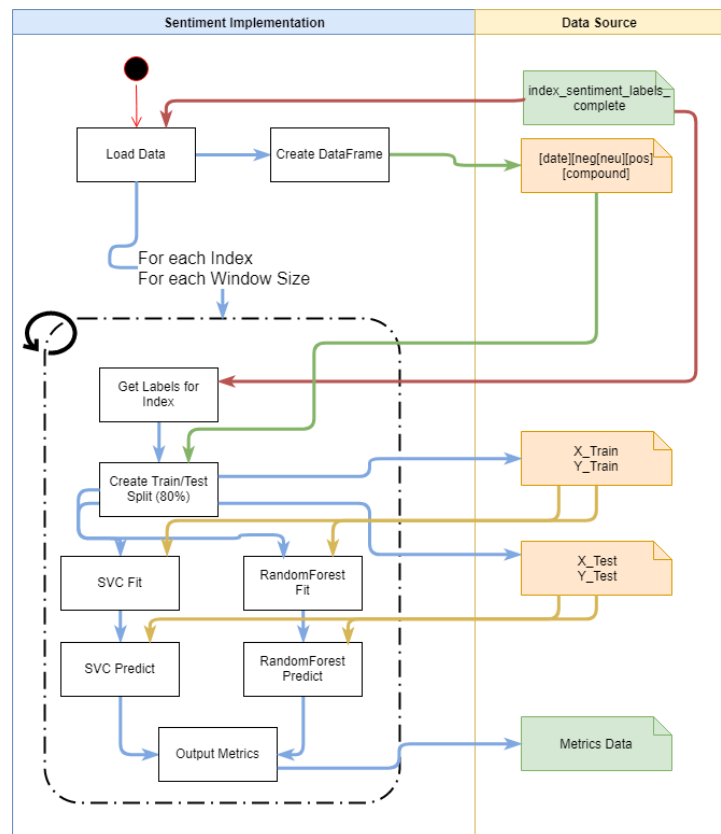 Sentiment Implementation
Data Source
index_sentiment_labels_
complete
Load Data
Create DataFrame
[date][neg[neu][pos]
[compound]
For each Index
For each Window Size
Get Labels for
Index
X_Train
Y_Train
Create Train/Test
Split (80%)
X_Test
Y_Test
SVC Fit
RandomForest
Fit
SVC Predict
RandomForest
Predict
Output Metrics
Metrics Data